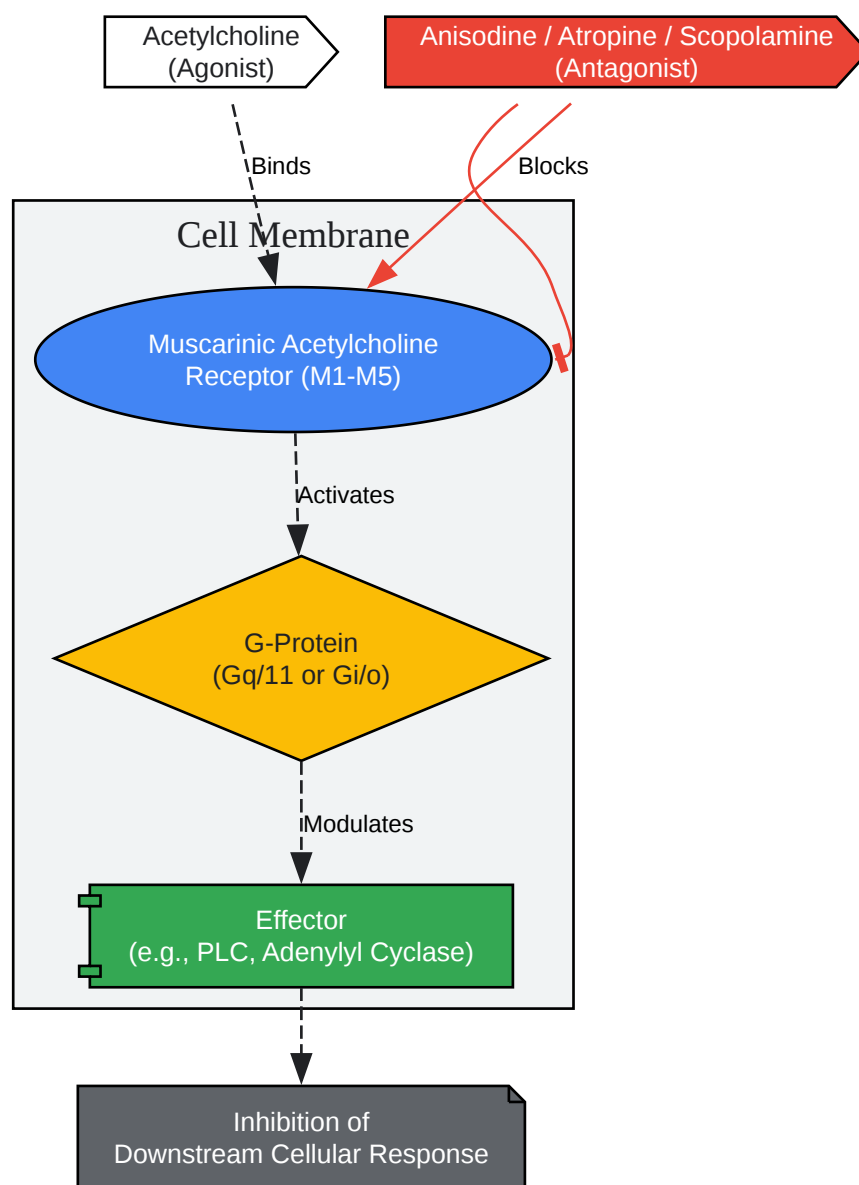 Acetylcholine
(Agonist)
Anisodine / Atropine / Scopolamine
(Antagonist)
Binds
Blocks
Cell Membrane
Muscarinic Acetylcholine
Receptor (M1-M5)
Activates
G-Protein
(Gq/11 or Gi/o)
Modulates
Effector
(e.g., PLC, Adenylyl Cyclase)
Inhibition of
Downstream Cellular Response